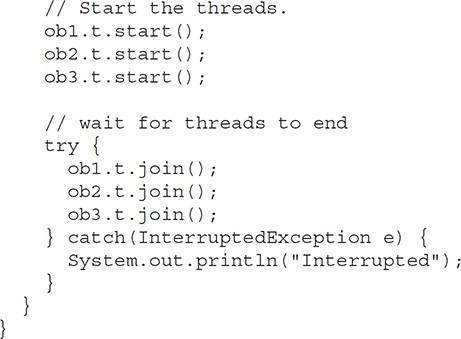 // Start the threads.
    ob1.t.start();
    ob2.t.start();
    ob3.t.start();

    // wait for threads to end
    try {
      ob1.t.join();
      ob2.t.join();
      ob3.t.join();
    } catch(InterruptedException e) {
      System.out.println("Interrupted");
    }
  }
}